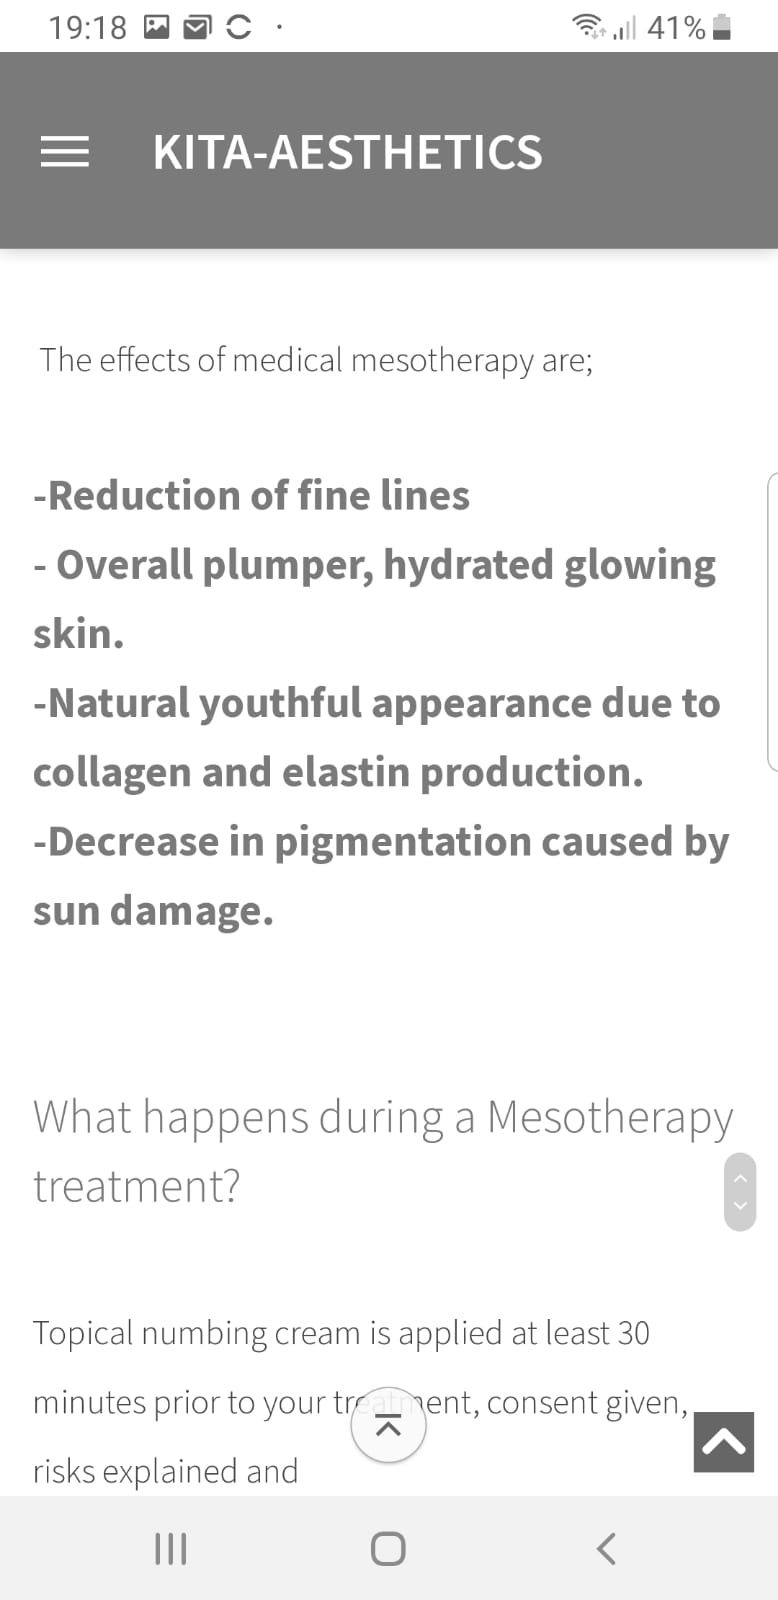 19:18
41%
KITA-AESTHETICS
The effects of medical mesotherapy are;
-Reduction of fine lines
- Overall plumper, hydrated glowing
skin.
-Natural youthful appearance due to
collagen and elastin production.
-Decrease in pigmentation caused by
sun damage.
What happens during a Mesotherapy
treatment?
Topical numbing cream is applied at least 30
minutes prior to your treatment, consent given,
risks explained and